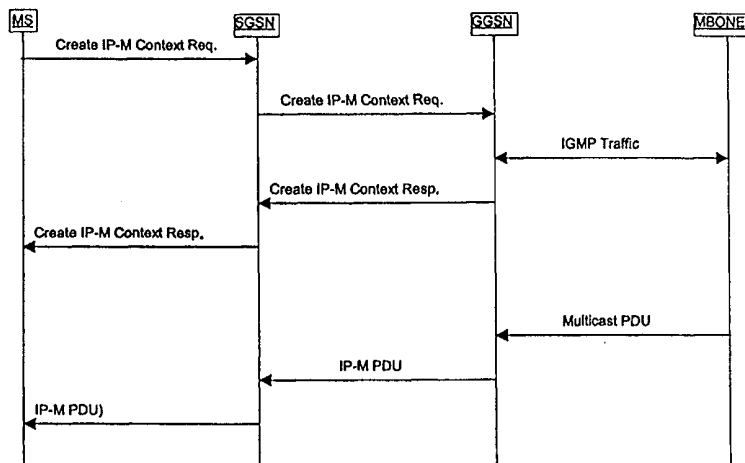 MS
SGSN
GGSN
MBONE
Create IP-M Context Req.
Create IP-M Context Req.
IGMP Traffic
Create IP-M Context Resp.
Create IP-M Context Resp.
Multicast PDU
IP-M PDU
IP-M PDU)